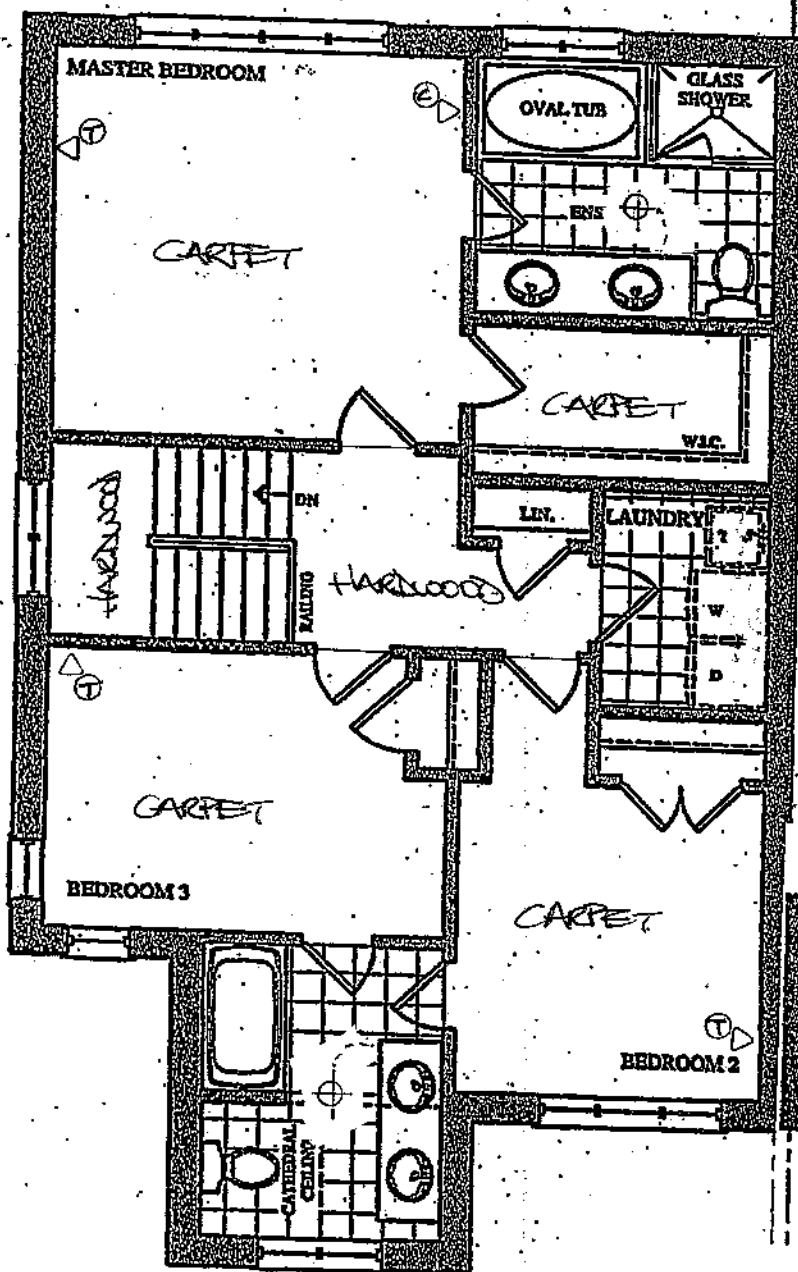 MASTER BEDROOM
C
T
OVAL TUB
GLASS
SHOWER
CARPET
ENS
CARPET
W.I.C.
HARDWOOD
DN
RAILING
HARDWOOD
LIN.
LAUNDRY
W
D
T
CARPET
BEDROOM 3
CARPET
T
BEDROOM 2
CATHEDRAL
CEILING